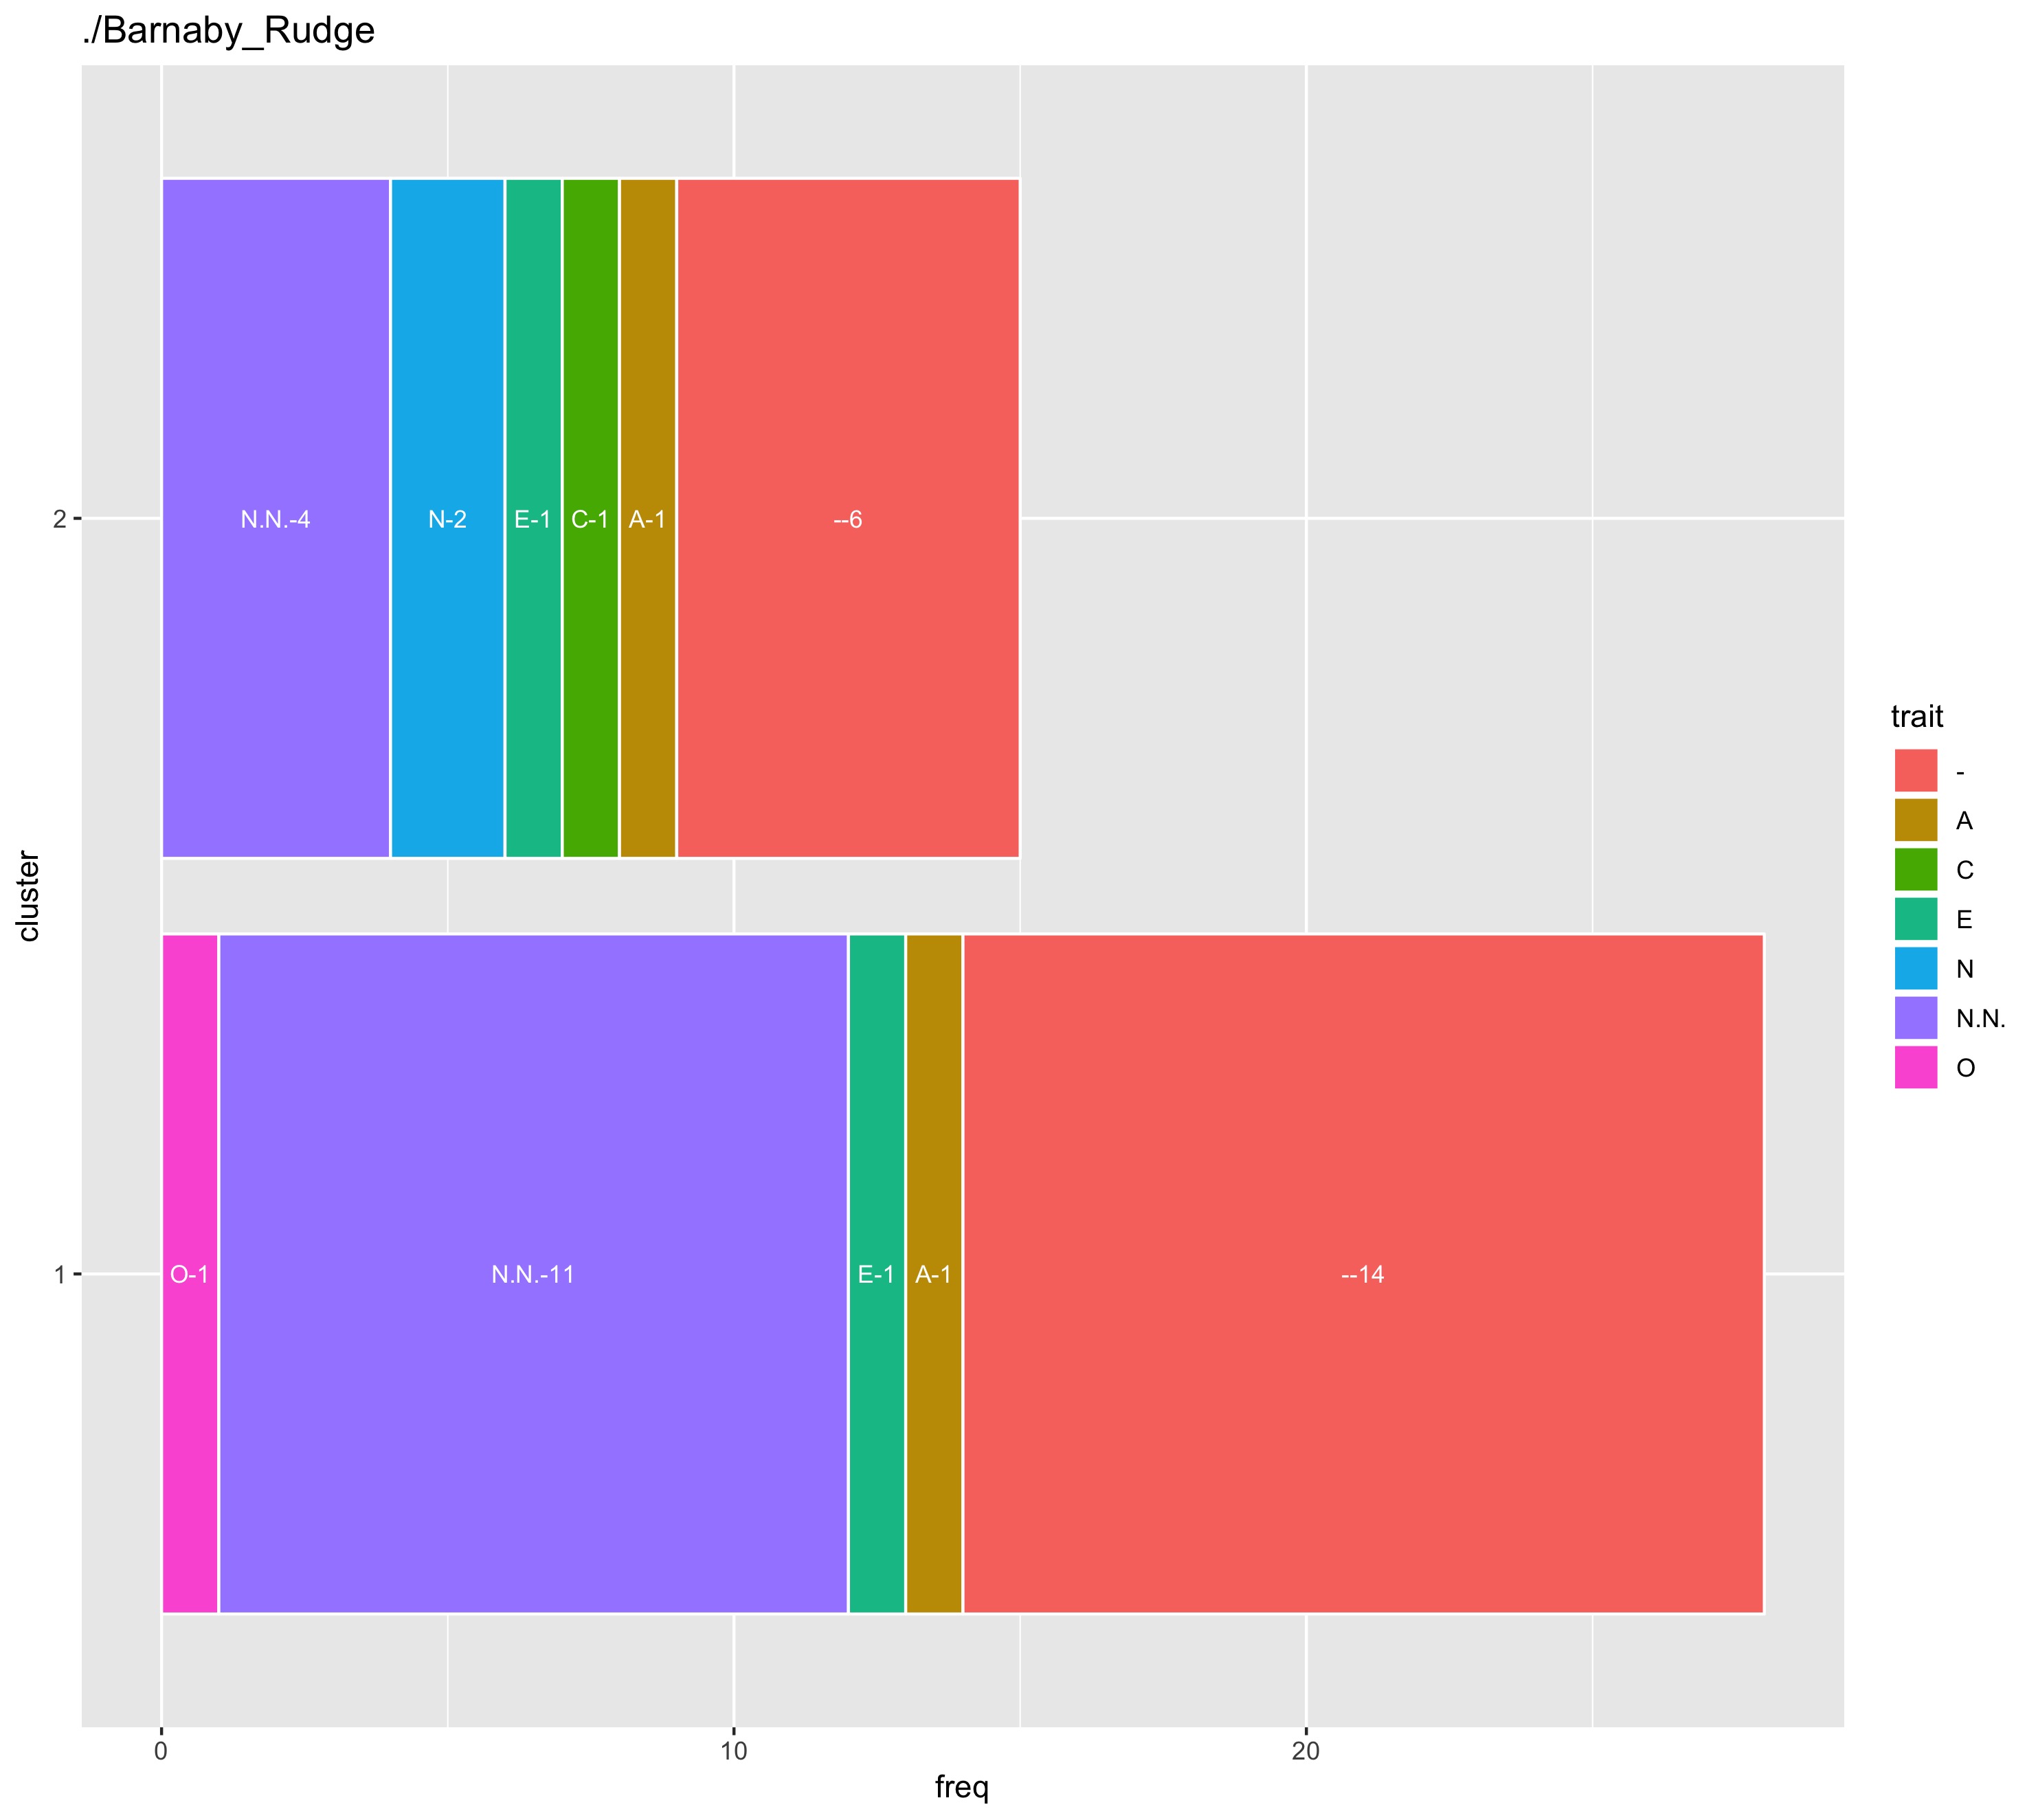 ./Barnaby_Rudge
2
N.N.-4 N-2 E-1 C-1 A-1 --6
cluster
1
O-1 N.N.-11 E-1 A-1 --14
0 10 20
freq
trait
-
A
C
E
N
N.N.
O